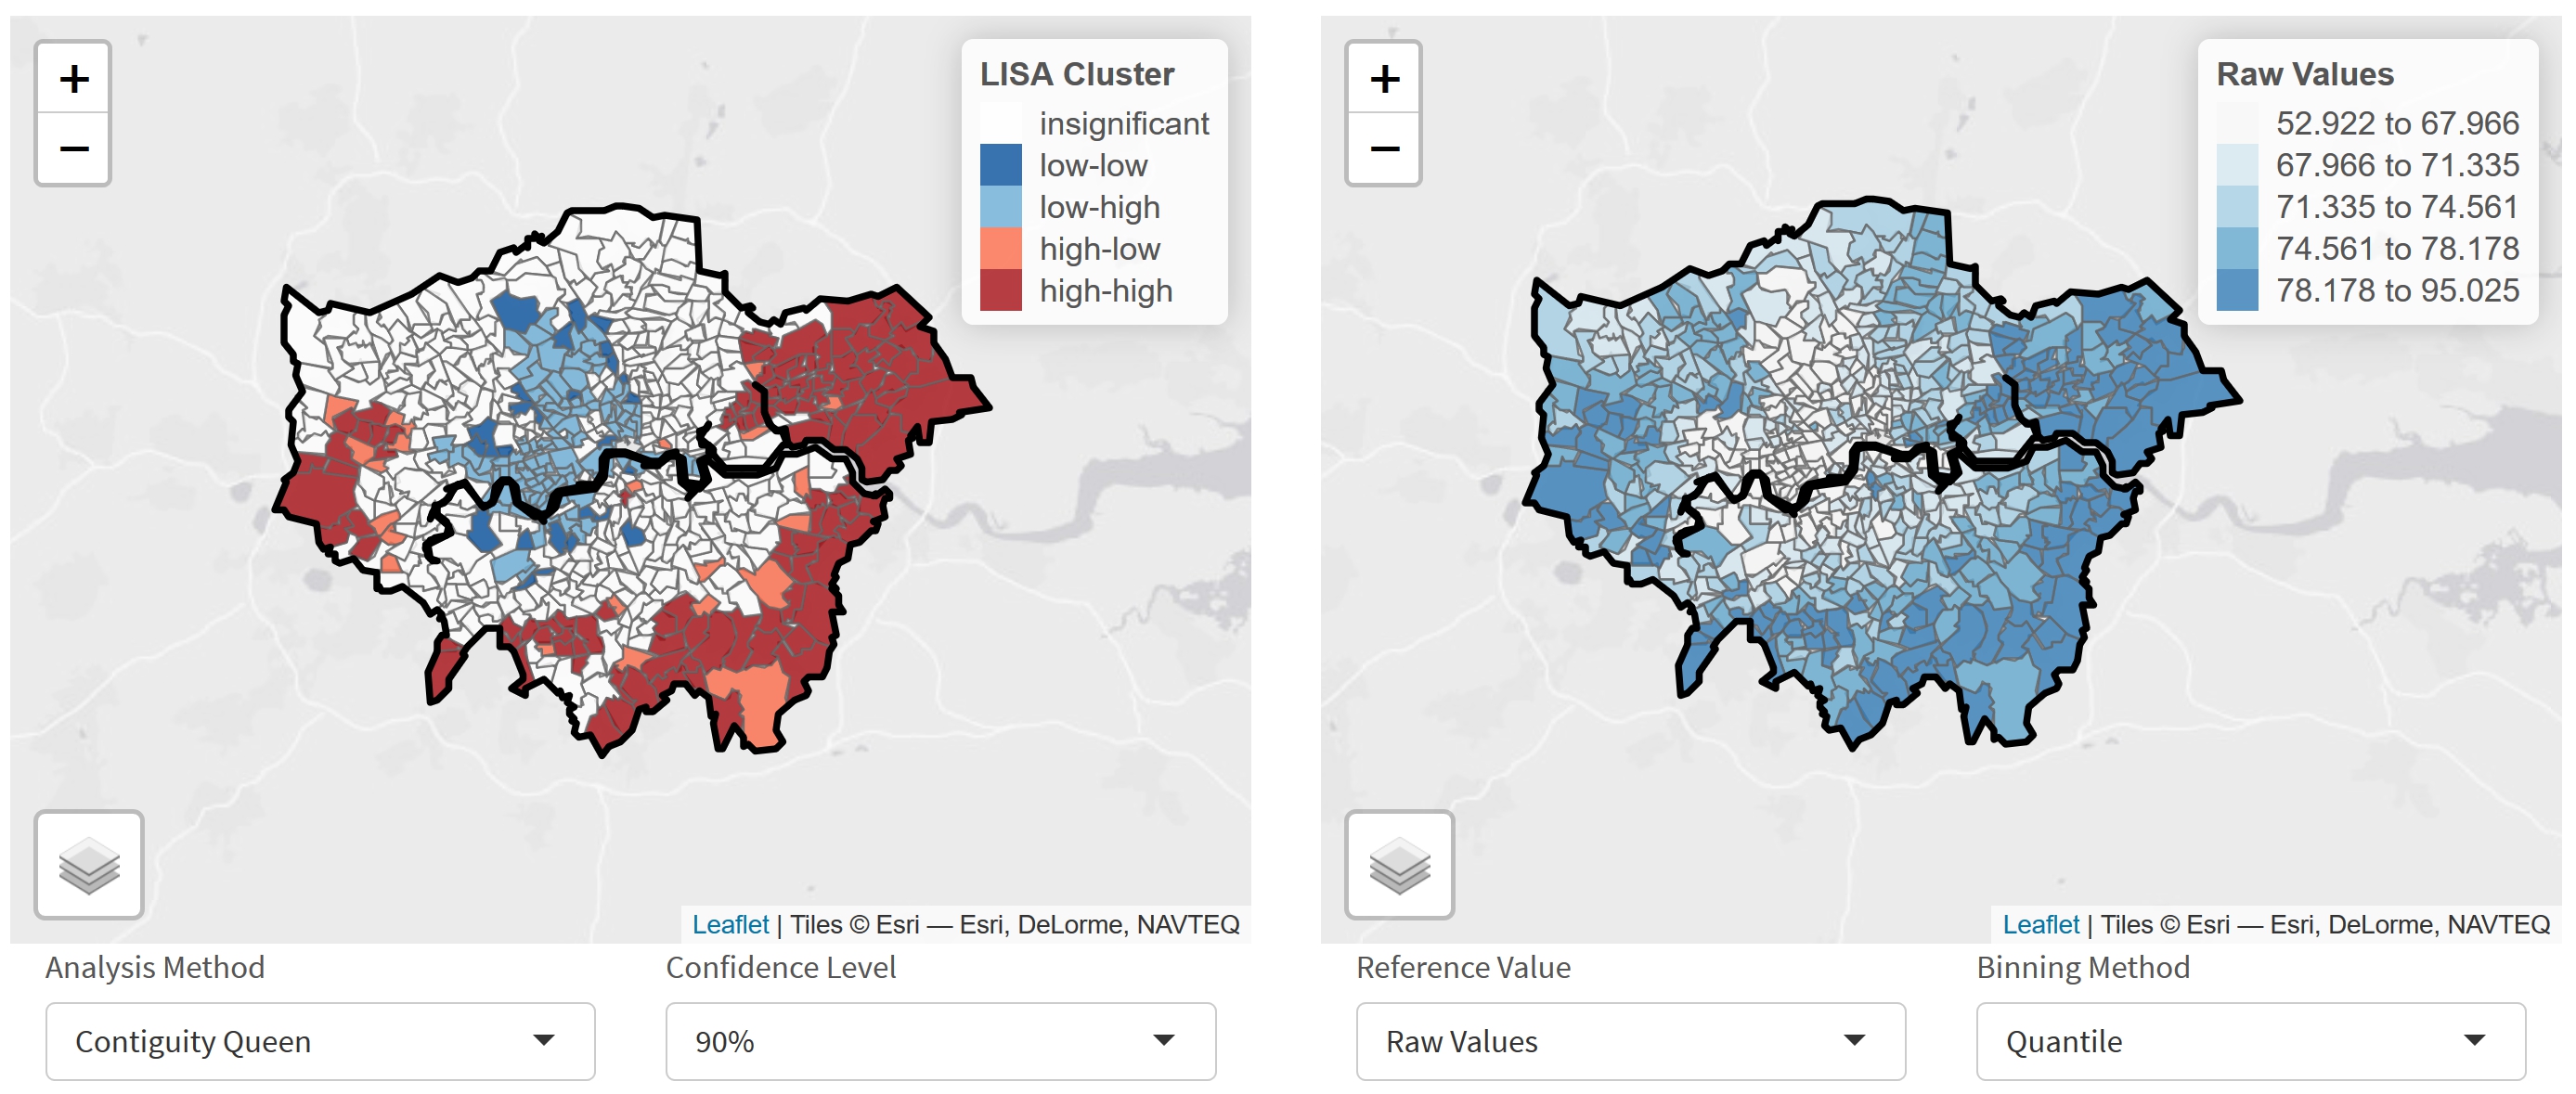 +
−
LISA Cluster
insignificant
low-low
low-high
high-low
high-high
Leaflet | Tiles © Esri — Esri, DeLorme, NAVTEQ
Analysis Method
Contiguity Queen
Confidence Level
90%
+
−
Raw Values
52.922 to 67.966
67.966 to 71.335
71.335 to 74.561
74.561 to 78.178
78.178 to 95.025
Leaflet | Tiles © Esri — Esri, DeLorme, NAVTEQ
Reference Value
Raw Values
Binning Method
Quantile